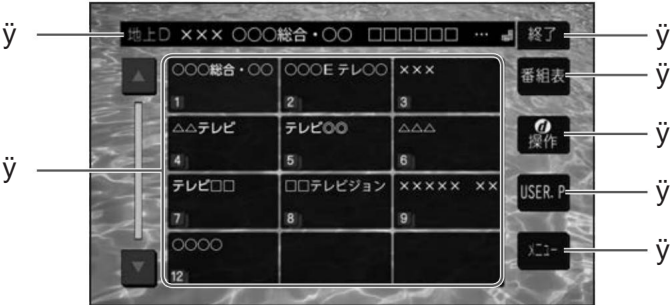 ÿ
地上D ××× ○○○総合・○○ □□□□□□ …
終了
ÿ
○○○総合・○○
1
○○○Eテレ○○
2
×××
3
番組表
ÿ
△△テレビ
4
テレビ◎◎
5
△△△
6
d
操作
ÿ
ÿ
テレビ□□
7
□□テレビジョン
8
××××× ××
9
USER. P
ÿ
○○○○
12
メニュー
ÿ